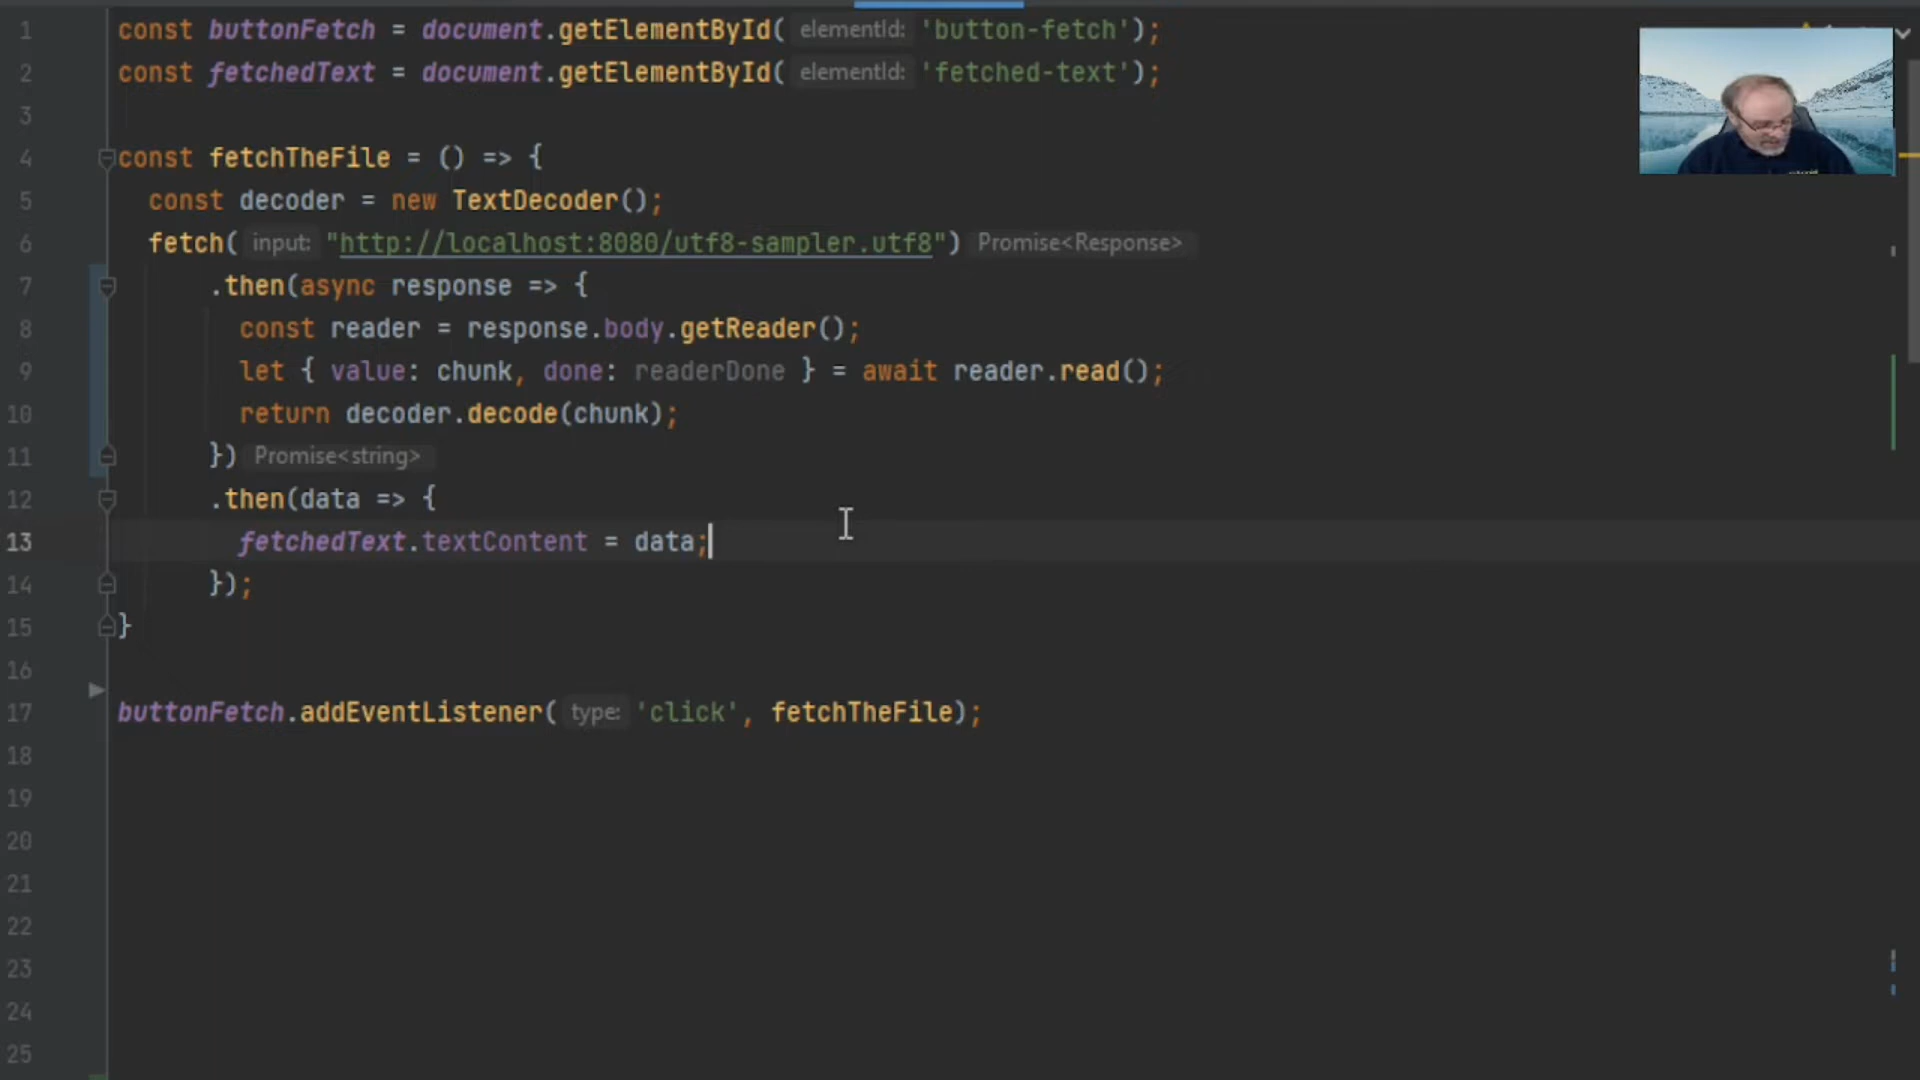 1 const buttonFetch = document.getElementById( elementId: 'button-fetch');
2 const fetchedText = document.getElementById( elementId: 'fetched-text');
3
4 const fetchTheFile = () => {
5 const decoder = new TextDecoder();
6 fetch( input: "http://localhost:8080/utf8-sampler.utf8") Promise<Response>
7 .then(async response => {
8 const reader = response.body.getReader();
9 let { value: chunk, done: readerDone } = await reader.read();
10 return decoder.decode(chunk);
11 }) Promise<string>
12 .then(data => {
13 fetchedText.textContent = data;
14 });
15 }
16
17 buttonFetch.addEventListener( type: 'click', fetchTheFile);
18
19
20
21
22
23
24
25